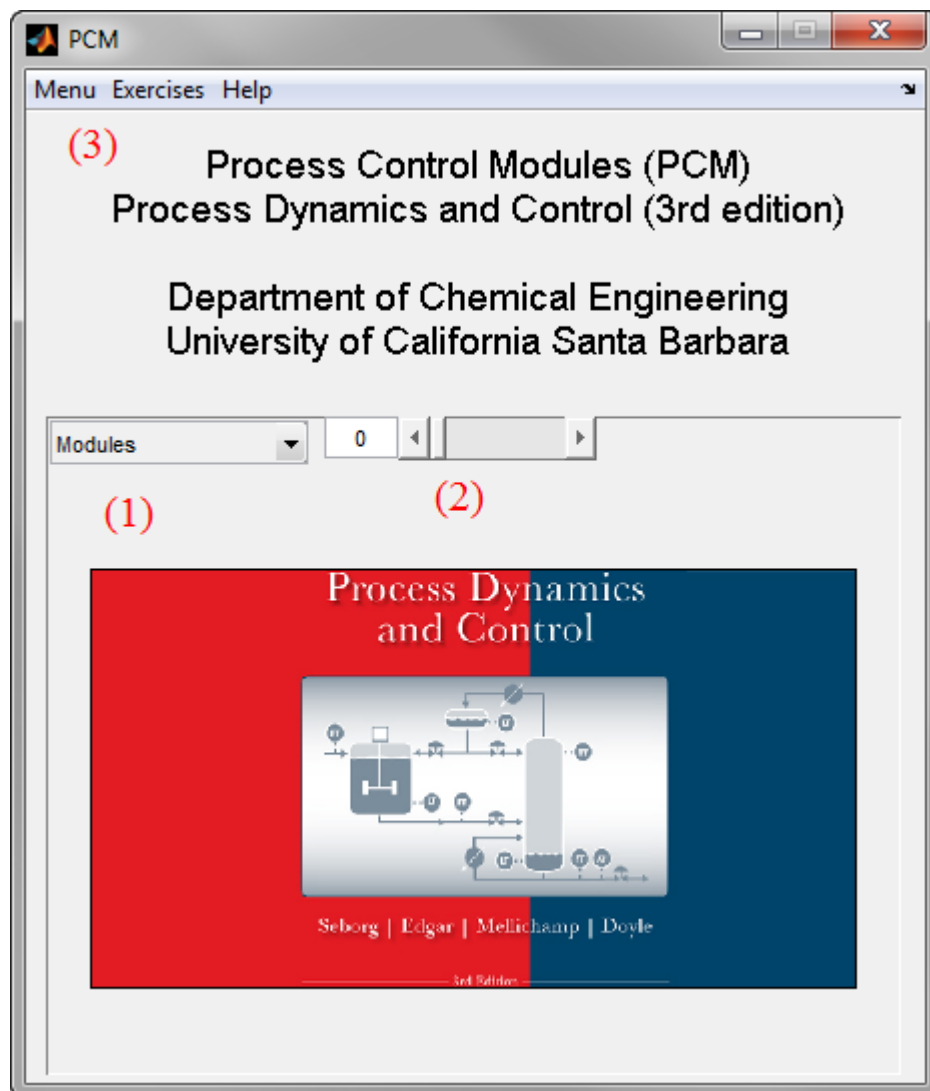 PCM
Menu Exercises Help
(3)
Process Control Modules (PCM)
Process Dynamics and Control (3rd edition)
Department of Chemical Engineering
University of California Santa Barbara
Modules 0
(1)
(2)
Process Dynamics
and Control
Seborg | Edgar | Mellichamp | Doyle
3rd Edition